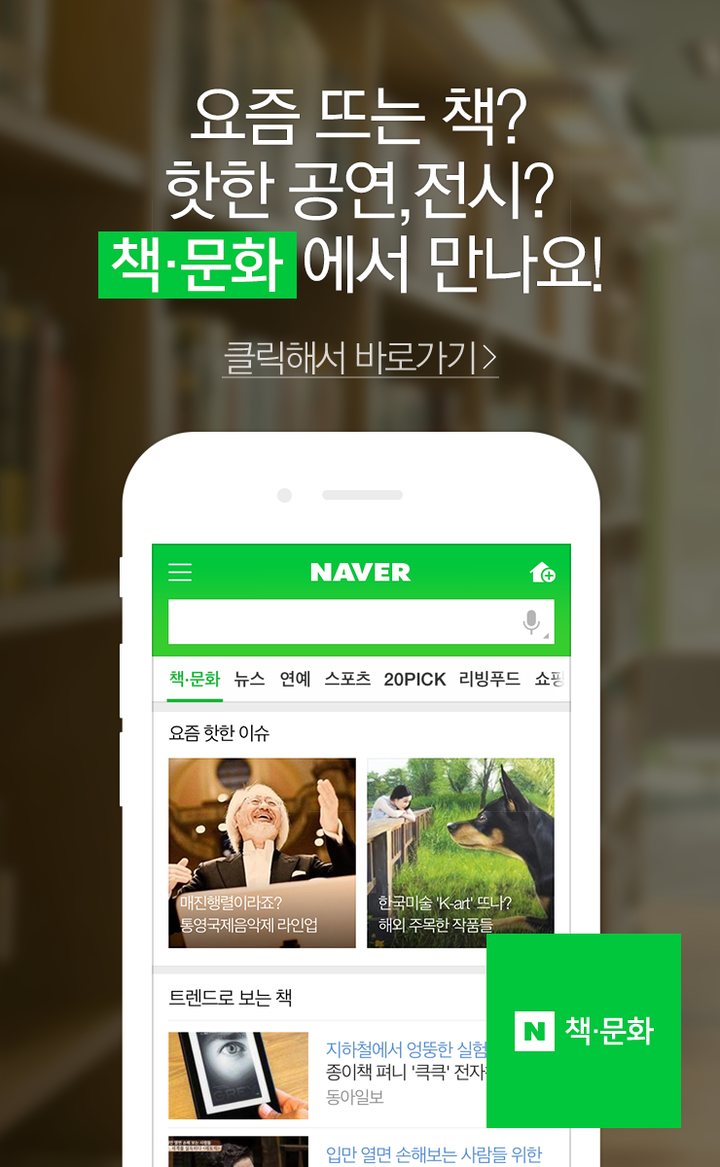 요즘 뜨는 책?
핫한 공연,전시?
책·문화 에서 만나요!
클릭해서 바로가기 >
NAVER
책·문화 뉴스 연예 스포츠 20PICK 리빙푸드 쇼핑
요즘 핫한 이슈
매진행렬이라죠?
통영국제음악제 라인업
한국미술 'K-art' 뜨나?
해외 주목한 작품들
트렌드로 보는 책
지하철에서 엉뚱한 실험
종이책 펴니 '큭큭' 전자
동아일보
N 책·문화
입만 열면 손해보는 사람들 위한